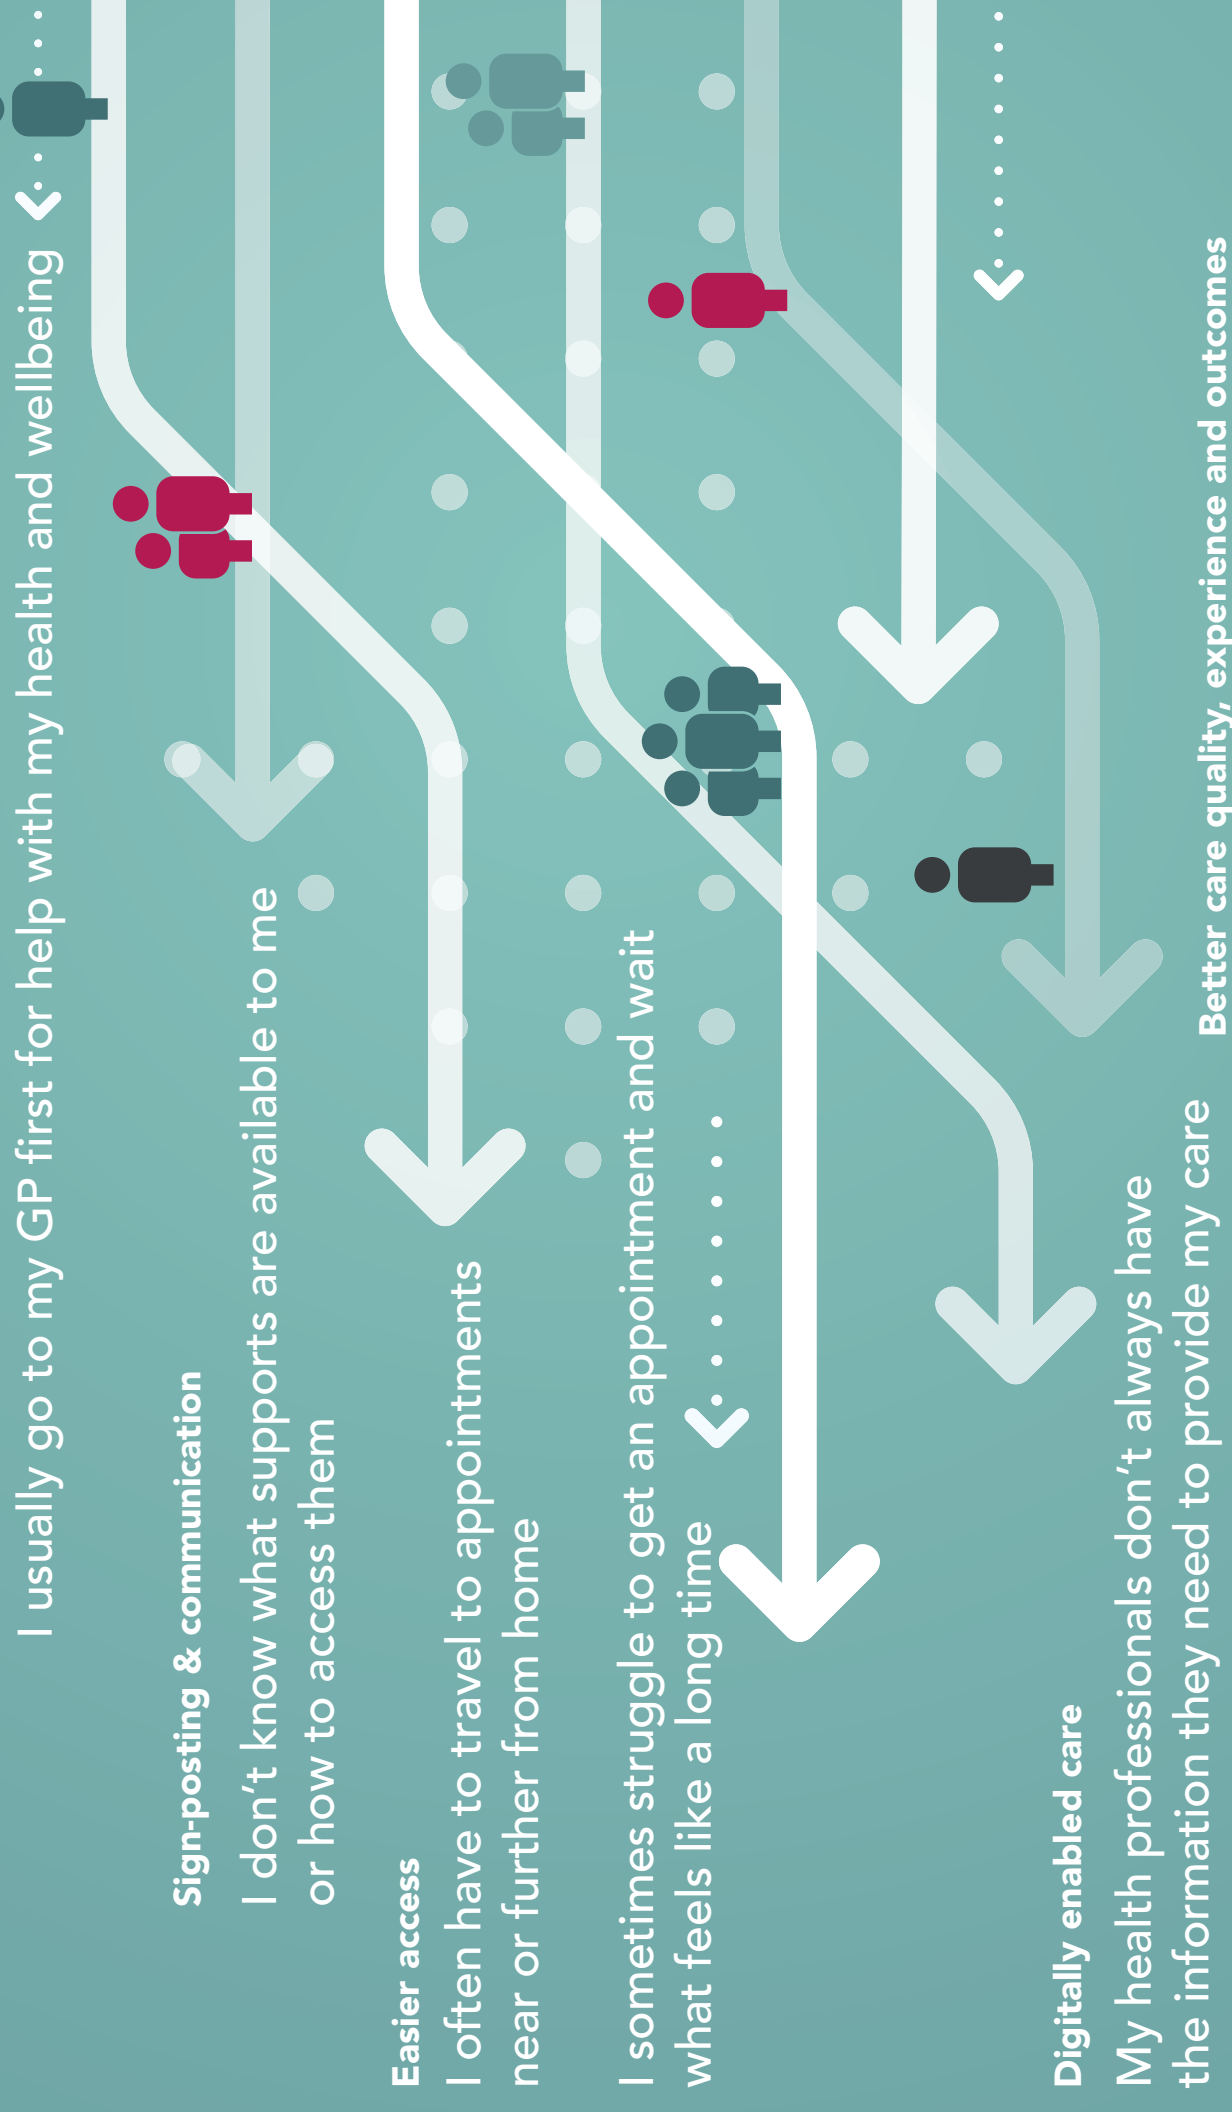 I usually go to my GP first for help with my health and wellbeing
Sign-posting & communication
I don't know what supports are available to me
or how to access them
Easier access
I often have to travel to appointments
near or further from home
I sometimes struggle to get an appointment and wait
what feels like a long time
Digitally enabled care
My health professionals don't always have
the information they need to provide my care
Better care quality, experience and outcomes